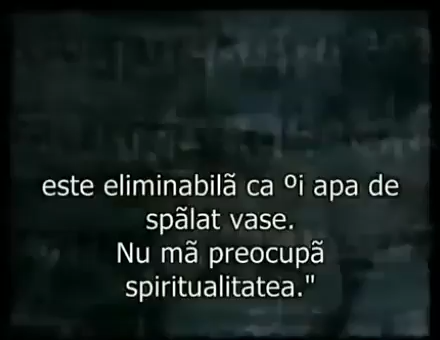 este eliminabilã ca ºi apa de
spãlat vase.
Nu mã preocupã
spiritualitatea."